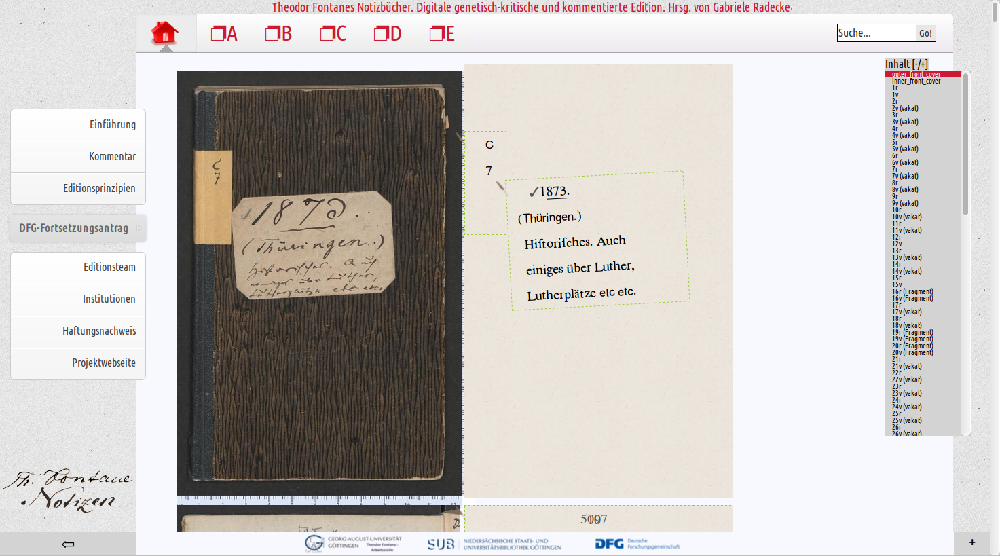 Theodor Fontanes Notizbücher. Digitale genetisch-kritische und kommentierte Edition. Hrsg. von Gabriele Radecke
A
B
C
D
E
Suche...
Go!
Einführung
Kommentar
Editionsprinzipien
DFG-Fortsetzungsantrag
Editionsteam
Institutionen
Haftungsnachweis
Projektwebseite
Th. Fontane
Notizen.
C
7
1873.
(Thüringen.)
Hiſtoriſches. Auch
einiges über Luther,
Lutherplätze etc etc.
C
7
✓1873.
(Thüringen.)
Hiſtoriſches. Auch
einiges über Luther,
Lutherplätze etc etc.
Inhalt [-/+]
outer_front_cover
inner_front_cover
1r
1v
2r
2v (vakat)
3r
3v (vakat)
4r
4v (vakat)
5r
5v (vakat)
6r
6v (vakat)
7r
7v (vakat)
8r
8v (vakat)
9r
9v (vakat)
10r
10v (vakat)
11r
11v (vakat)
12r
12v
13r
13v (vakat)
14r
14v (vakat)
15r
15v
16r (Fragment)
16v (Fragment)
17r
17v (vakat)
18r
18v (vakat)
19r (Fragment)
19v (Fragment)
20r (Fragment)
20v (Fragment)
21r
21v (vakat)
22r
22v (vakat)
23r
23v (vakat)
24r
24v (vakat)
25r
25v (vakat)
26r
26v (vakat)
GEORG-AUGUST-UNIVERSITÄT
GÖTTINGEN
Theodor Fontane-
Arbeitsstelle
SUB
NIEDERSÄCHSISCHE STAATS- UND
UNIVERSITÄTSBIBLIOTHEK GÖTTINGEN
DFG
Deutsche
Forschungsgemeinschaft
+